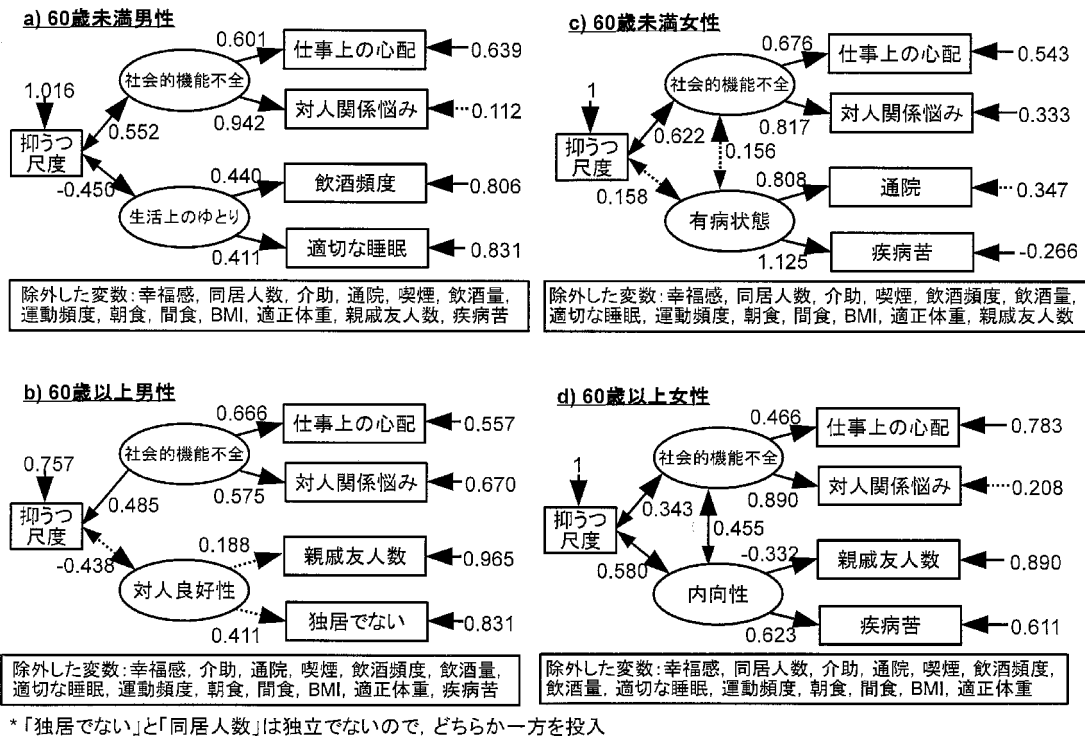 a) 60歳未満男性
1.016
抑うつ
尺度
0.552
-0.450
社会的機能不全
0.601
0.942
仕事上の心配
0.639
対人関係悩み
0.112
生活上のゆとり
0.440
0.411
飲酒頻度
0.806
適切な睡眠
0.831
除外した変数:幸福感, 同居人数, 介助, 通院, 喫煙, 飲酒量,
運動頻度, 朝食, 間食, BMI, 適正体重, 親戚友人数, 疾病苦
c) 60歳未満女性
1
抑うつ
尺度
0.622
0.158
0.156
社会的機能不全
0.676
0.817
仕事上の心配
0.543
対人関係悩み
0.333
有病状態
0.808
1.125
通院
0.347
疾病苦
-0.266
除外した変数:幸福感, 同居人数, 介助, 喫煙, 飲酒頻度, 飲酒量,
適切な睡眠, 運動頻度, 朝食, 間食, BMI, 適正体重, 親戚友人数
b) 60歳以上男性
0.757
抑うつ
尺度
0.485
-0.438
社会的機能不全
0.666
0.575
仕事上の心配
0.557
対人関係悩み
0.670
対人良好性
0.188
0.411
親戚友人数
0.965
独居でない
0.831
除外した変数:幸福感, 介助, 通院, 喫煙, 飲酒頻度, 飲酒量,
適切な睡眠, 運動頻度, 朝食, 間食, BMI, 適正体重, 疾病苦
d) 60歳以上女性
1
抑うつ
尺度
0.343
0.580
0.455
社会的機能不全
0.466
0.890
仕事上の心配
0.783
対人関係悩み
0.208
内向性
-0.332
0.623
親戚友人数
0.890
疾病苦
0.611
除外した変数:幸福感, 同居人数, 介助, 通院, 喫煙, 飲酒頻度,
飲酒量, 適切な睡眠, 運動頻度, 朝食, 間食, BMI, 適正体重
*「独居でない」と「同居人数」は独立でないので, どちらか一方を投入